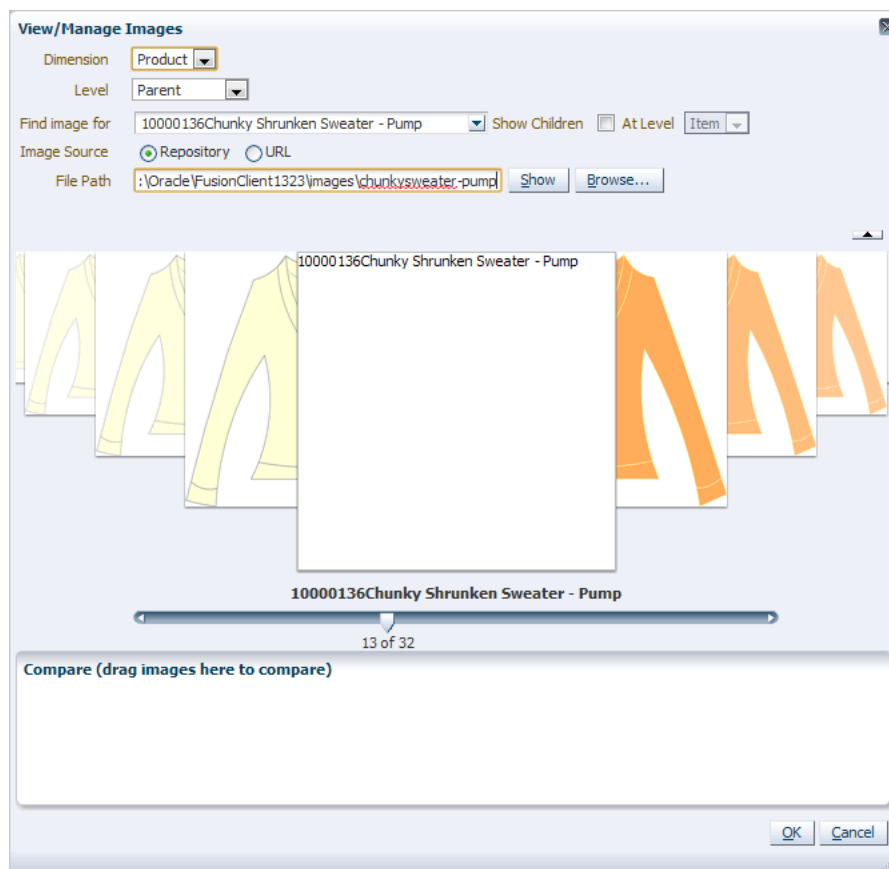 View/Manage Images
Dimension Product
Level Parent
Find image for 10000136Chunky Shrunken Sweater - Pump Show Children At Level Item
Image Source Repository URL
File Path :\Oracle\FusionClient1323\images\chunkysweater-pump Show Browse...
10000136Chunky Shrunken Sweater - Pump
10000136Chunky Shrunken Sweater - Pump
13 of 32
Compare (drag images here to compare)
OK Cancel